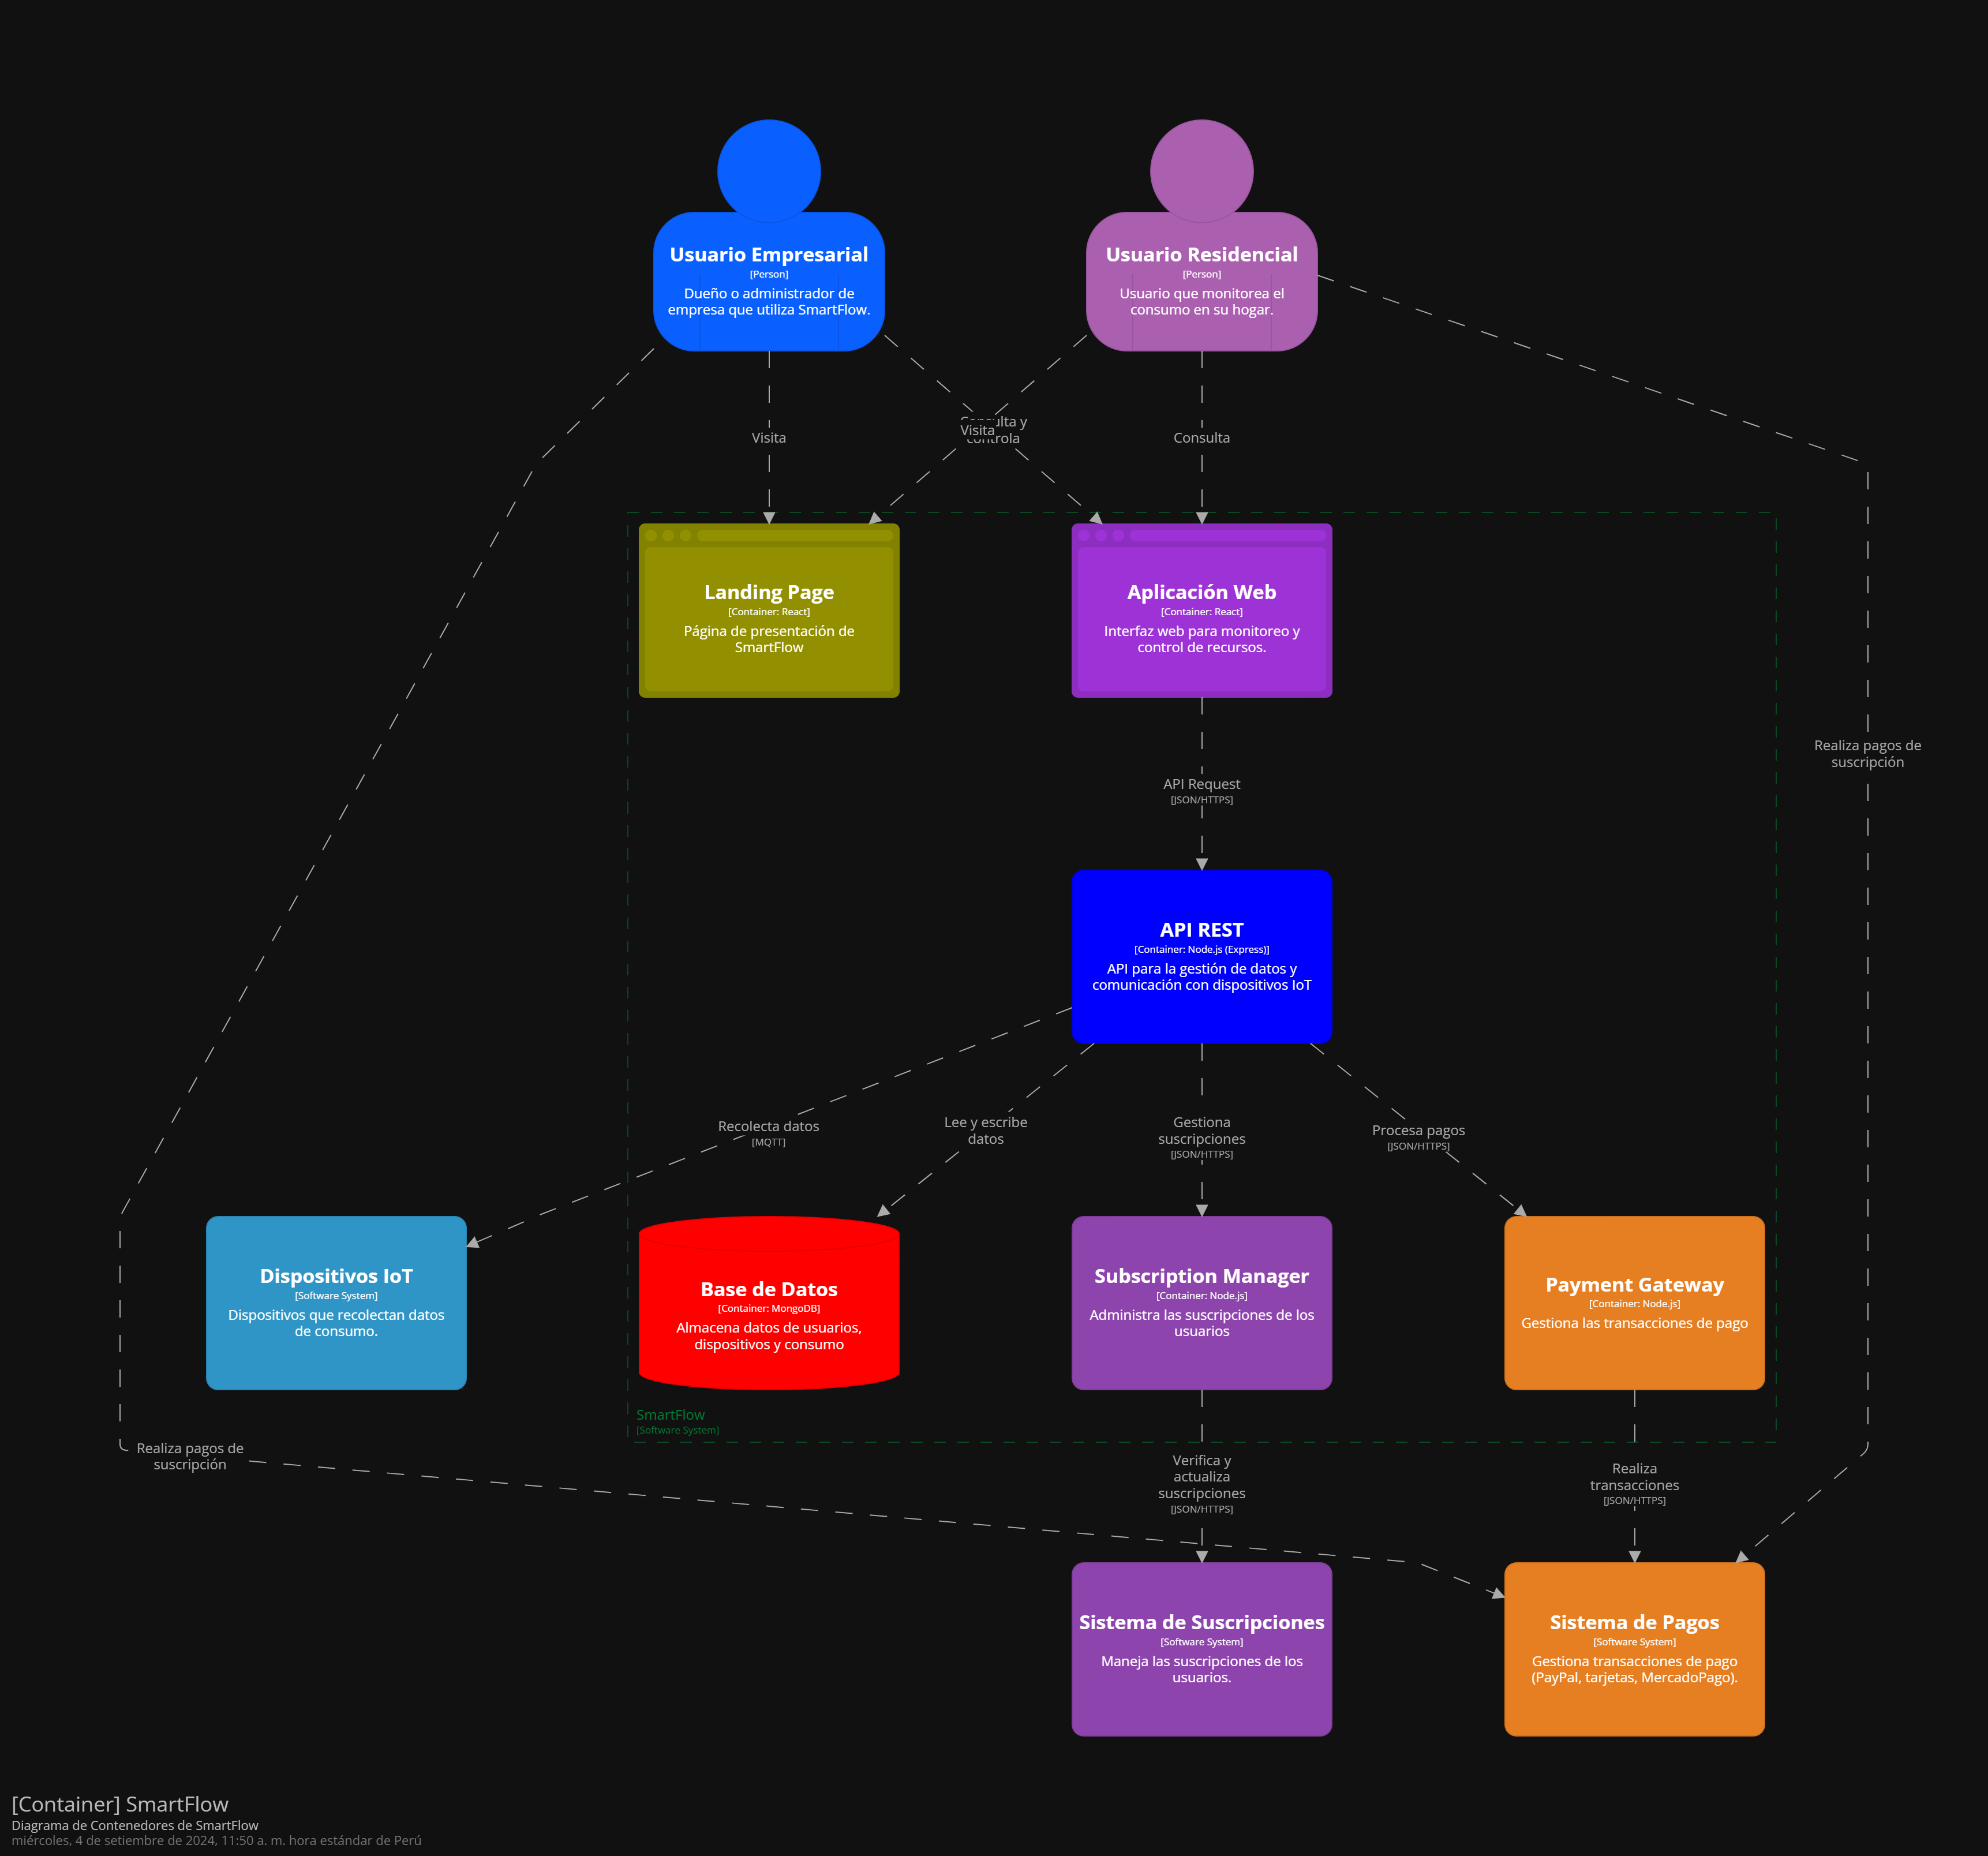 Usuario Empresarial
[Person]
Dueño o administrador de
empresa que utiliza SmartFlow.
Usuario Residencial
[Person]
Usuario que monitorea el
consumo en su hogar.
Visita
Consulta y
controla
Visita
Consulta
Landing Page
[Container: React]
Página de presentación de
SmartFlow
Aplicación Web
[Container: React]
Interfaz web para monitoreo y
control de recursos.
Realiza pagos de
suscripción
API Request
[JSON/HTTPS]
API REST
[Container: Node.js (Express)]
API para la gestión de datos y
comunicación con dispositivos IoT
Recolecta datos
[MQTT]
Lee y escribe
datos
Gestiona
suscripciones
[JSON/HTTPS]
Procesa pagos
[JSON/HTTPS]
Dispositivos IoT
[Software System]
Dispositivos que recolectan datos
de consumo.
Base de Datos
[Container: MongoDB]
Almacena datos de usuarios,
dispositivos y consumo
Subscription Manager
[Container: Node.js]
Administra las suscripciones de los
usuarios
Payment Gateway
[Container: Node.js]
Gestiona las transacciones de pago
SmartFlow
[Software System]
Realiza pagos de
suscripción
Verifica y
actualiza
suscripciones
[JSON/HTTPS]
Realiza
transacciones
[JSON/HTTPS]
Sistema de Suscripciones
[Software System]
Maneja las suscripciones de los
usuarios.
Sistema de Pagos
[Software System]
Gestiona transacciones de pago
(PayPal, tarjetas, MercadoPago).
[Container] SmartFlow
Diagrama de Contenedores de SmartFlow
miércoles, 4 de setiembre de 2024, 11:50 a. m. hora estándar de Perú